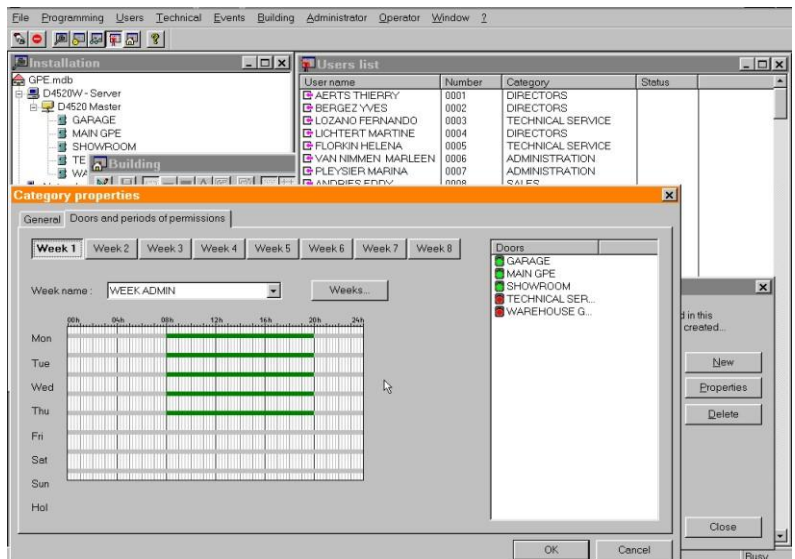 File Programming Users Technical Events Building Administrator Operator Window ?
Installation
GPE.mdb
D4520W - Server
D4520 Master
GARAGE
MAIN GPE
SHOWROOM
TE
WA
Building
Users list
User name Number Category Status
AERTS THIERRY 0001 DIRECTORS
BERGEZ YVES 0002 DIRECTORS
LOZANO FERNANDO 0003 TECHNICAL SERVICE
LICHTERT MARTINE 0004 DIRECTORS
FLORKIN HELENA 0005 TECHNICAL SERVICE
VAN NIMMEN MARLEEN 0006 ADMINISTRATION
PLEYSIER MARINA 0007 ADMINISTRATION
ANDRIES EDDY 0008 SALES
Category properties
General Doors and periods of permissions
Week 1 Week 2 Week 3 Week 4 Week 5 Week 6 Week 7 Week 8
Week name : WEEK ADMIN Weeks...
00h 04h 08h 12h 16h 20h 24h
Mon
Tue
Wed
Thu
Fri
Sat
Sun
Hol
Doors
GARAGE
MAIN GPE
SHOWROOM
TECHNICAL SER...
WAREHOUSE G...
d in this
created...
New
Properties
Delete
Close
OK Cancel
Busy